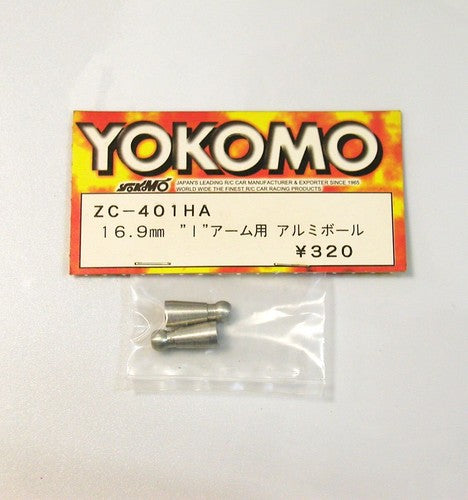 YOKOMO
YOKOMO JAPAN'S LEADING R/C CAR MANUFACTURER & EXPORTER SINCE 1965
WORLD WIDE THE FINEST R/C CAR RACING PRODUCTS.
ZC-401HA
16.9mm "I"アーム用 アルミボール
¥320